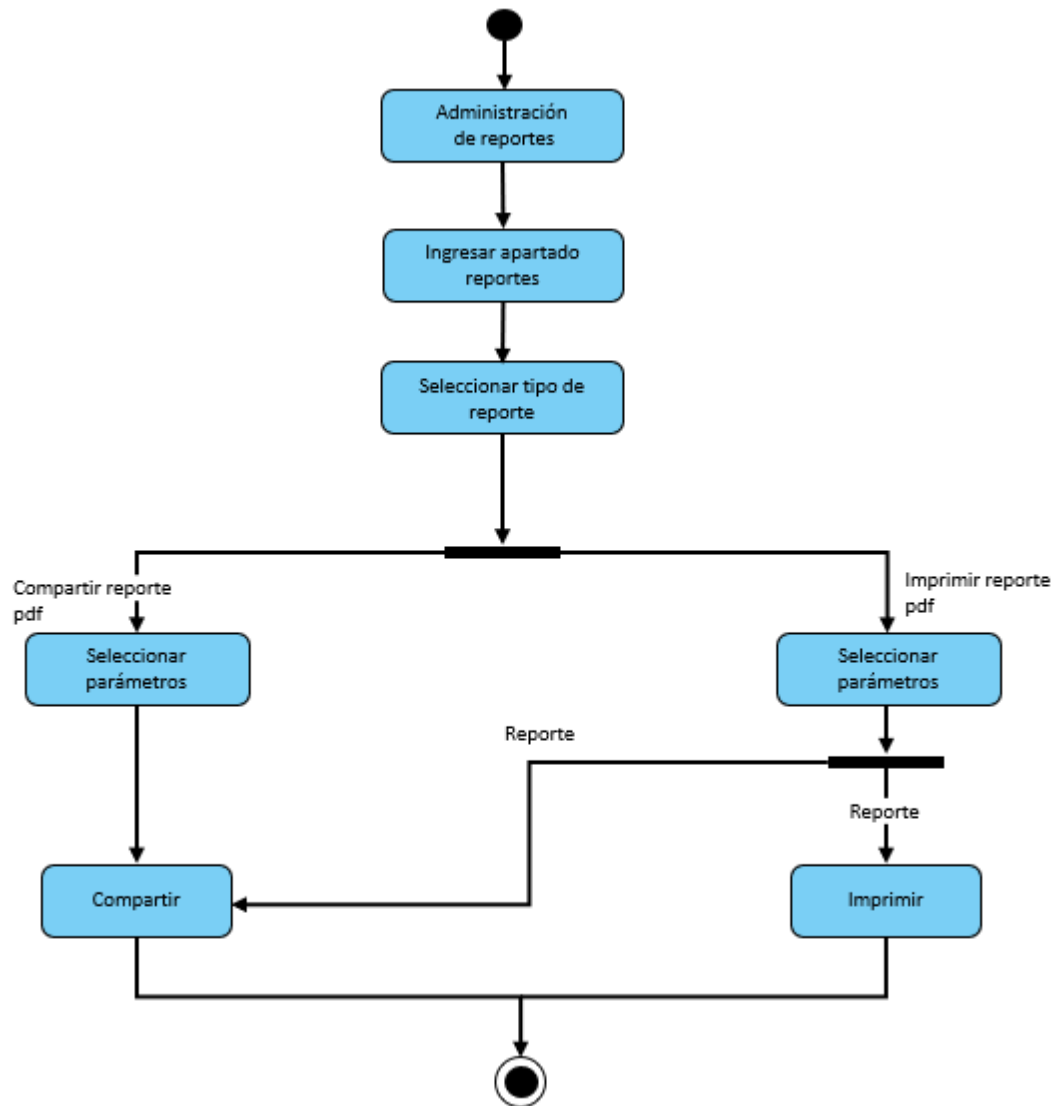 Administración
de reportes
Ingresar apartado
reportes
Seleccionar tipo de
reporte
Compartir reporte
pdf
Imprimir reporte
pdf
Seleccionar
parámetros
Seleccionar
parámetros
Reporte
Reporte
Compartir
Imprimir